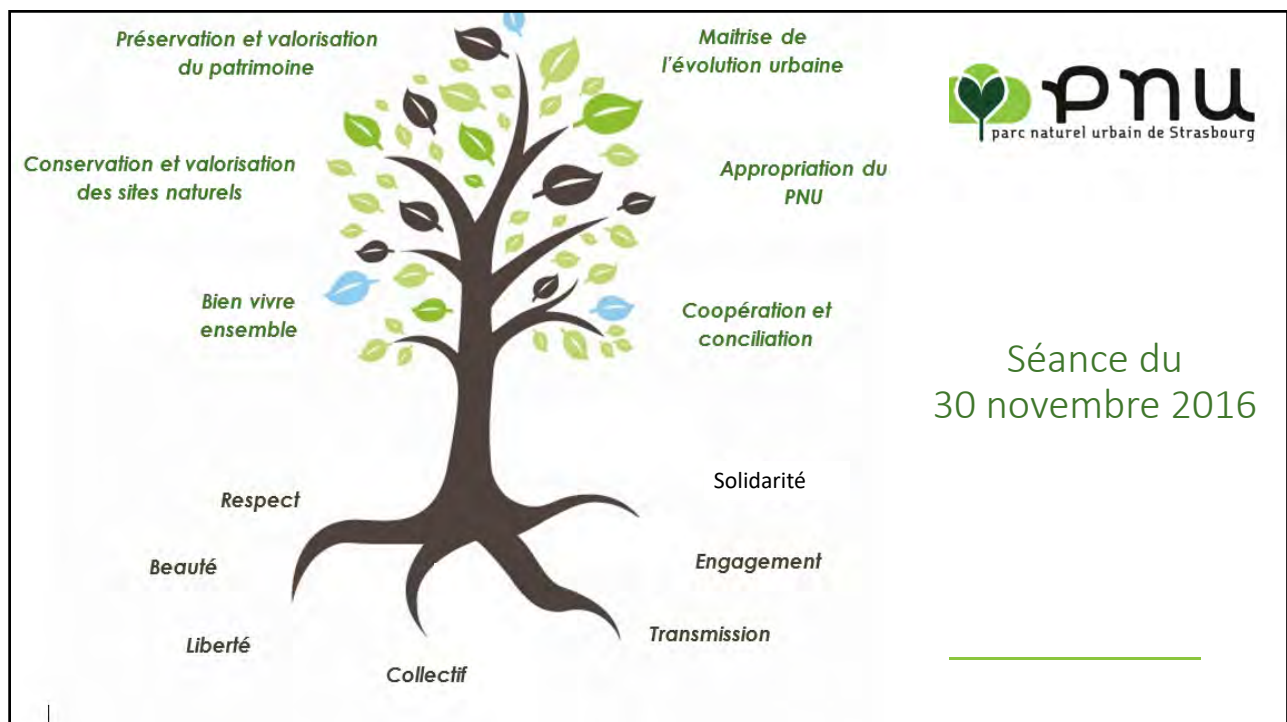 Préservation et valorisation
du patrimoine
Maitrise de
l'évolution urbaine
Conservation et valorisation
des sites naturels
Appropriation du
PNU
Bien vivre
ensemble
Coopération et
conciliation
Respect
Solidarité
Beauté
Engagement
Liberté
Transmission
Collectif
pnu
parc naturel urbain de Strasbourg
Séance du
30 novembre 2016